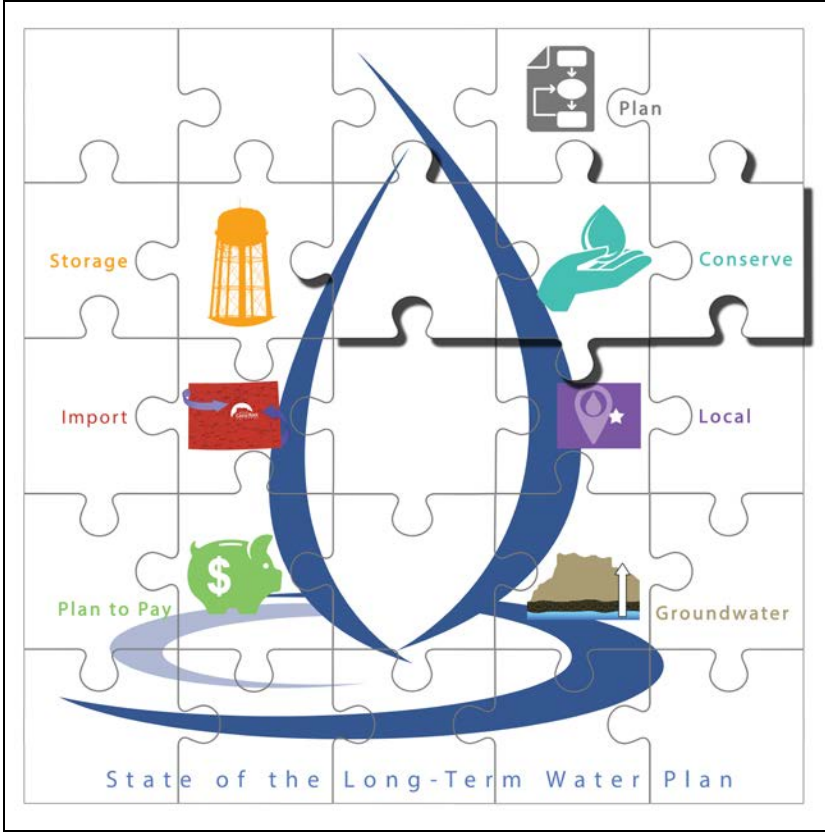 Plan
Storage
Conserve
Import
Local
$
Plan to Pay
Groundwater
State of the Long-Term Water Plan